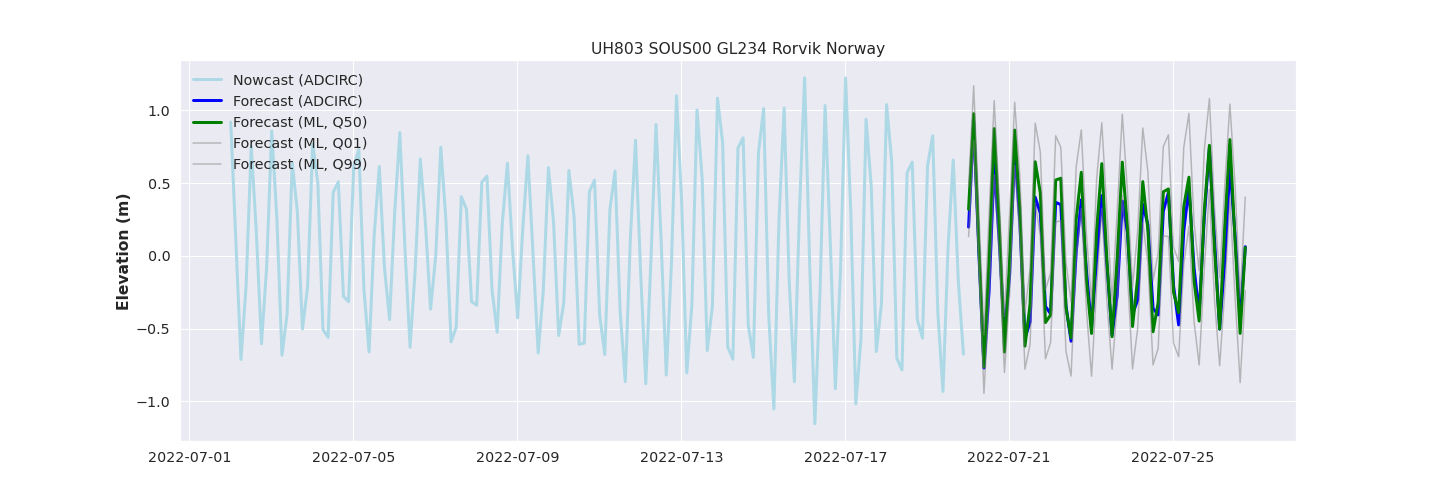 UH803 SOUS00 GL234 Rorvik Norway
Nowcast (ADCIRC)
Forecast (ADCIRC)
Forecast (ML, Q50)
Forecast (ML, Q01)
Forecast (ML, Q99)
Elevation (m)
1.0
0.5
0.0
−0.5
−1.0
2022-07-01 2022-07-05 2022-07-09 2022-07-13 2022-07-17 2022-07-21 2022-07-25